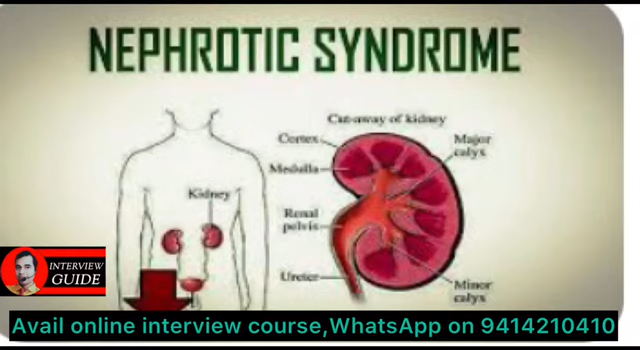 NEPHROTIC SYNDROME
Cut-away of kidney
Cortex
Major
calyx
Medulla
Kidney
Renal
pelvis
Ureter
Minor
calyx
INTERVIEW
GUIDE
Avail online interview course,WhatsApp on 9414210410